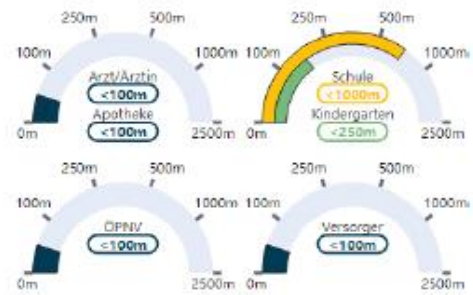 250m 500m
100m 1000m
Arzt/Ärztin
<100m
Apotheke
<100m
0m 2500m
250m 500m
100m 1000m
Schule
<1000m
Kindergarten
<250m
0m 2500m
250m 500m
100m 1000m
ÖPNV
<100m
0m 2500m
250m 500m
100m 1000m
Versorger
<100m
0m 2500m